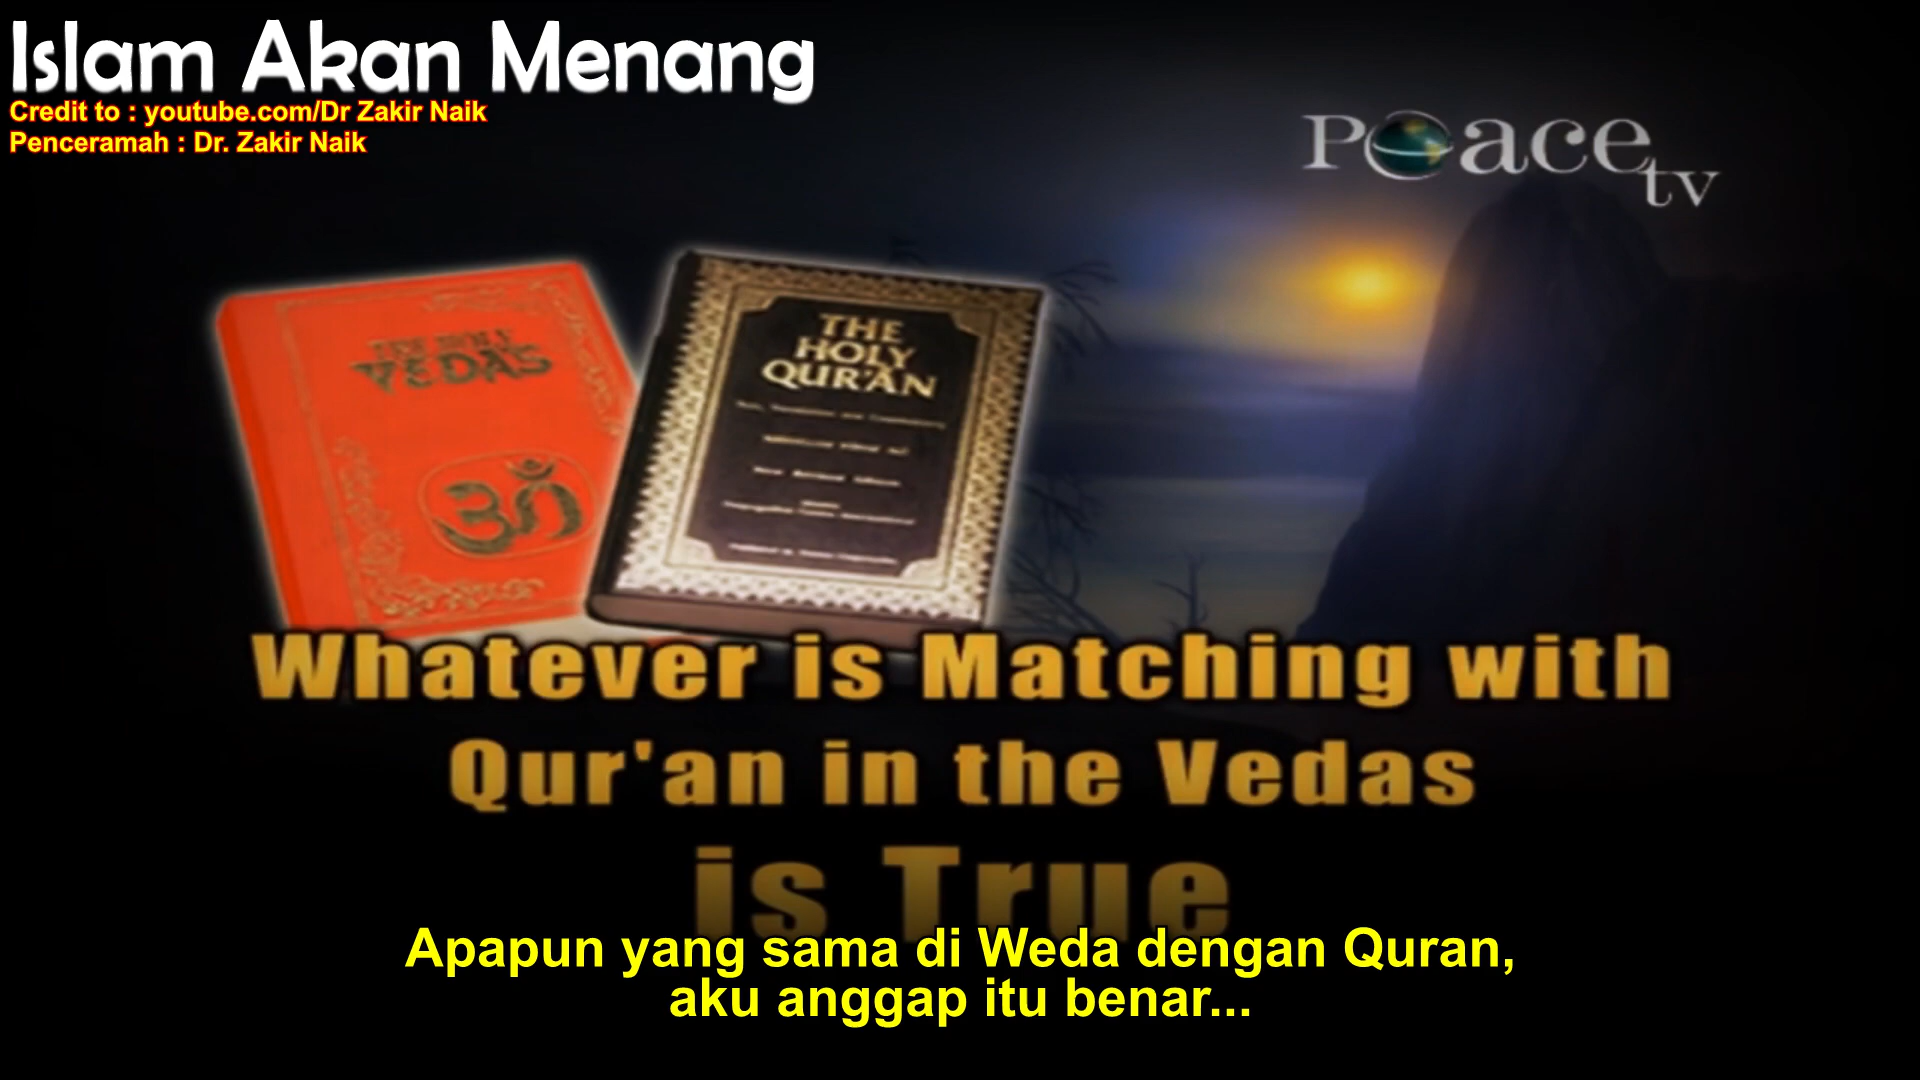 Islam Akan Menang
Credit to : youtube.com/Dr Zakir Naik
Penceramah : Dr. Zakir Naik
Peace tv
VEDAS
ॐ
THE
HOLY
QUR'AN
Whatever is Matching with
Qur'an in the Vedas
is True
Apapun yang sama di Weda dengan Quran,
aku anggap itu benar...